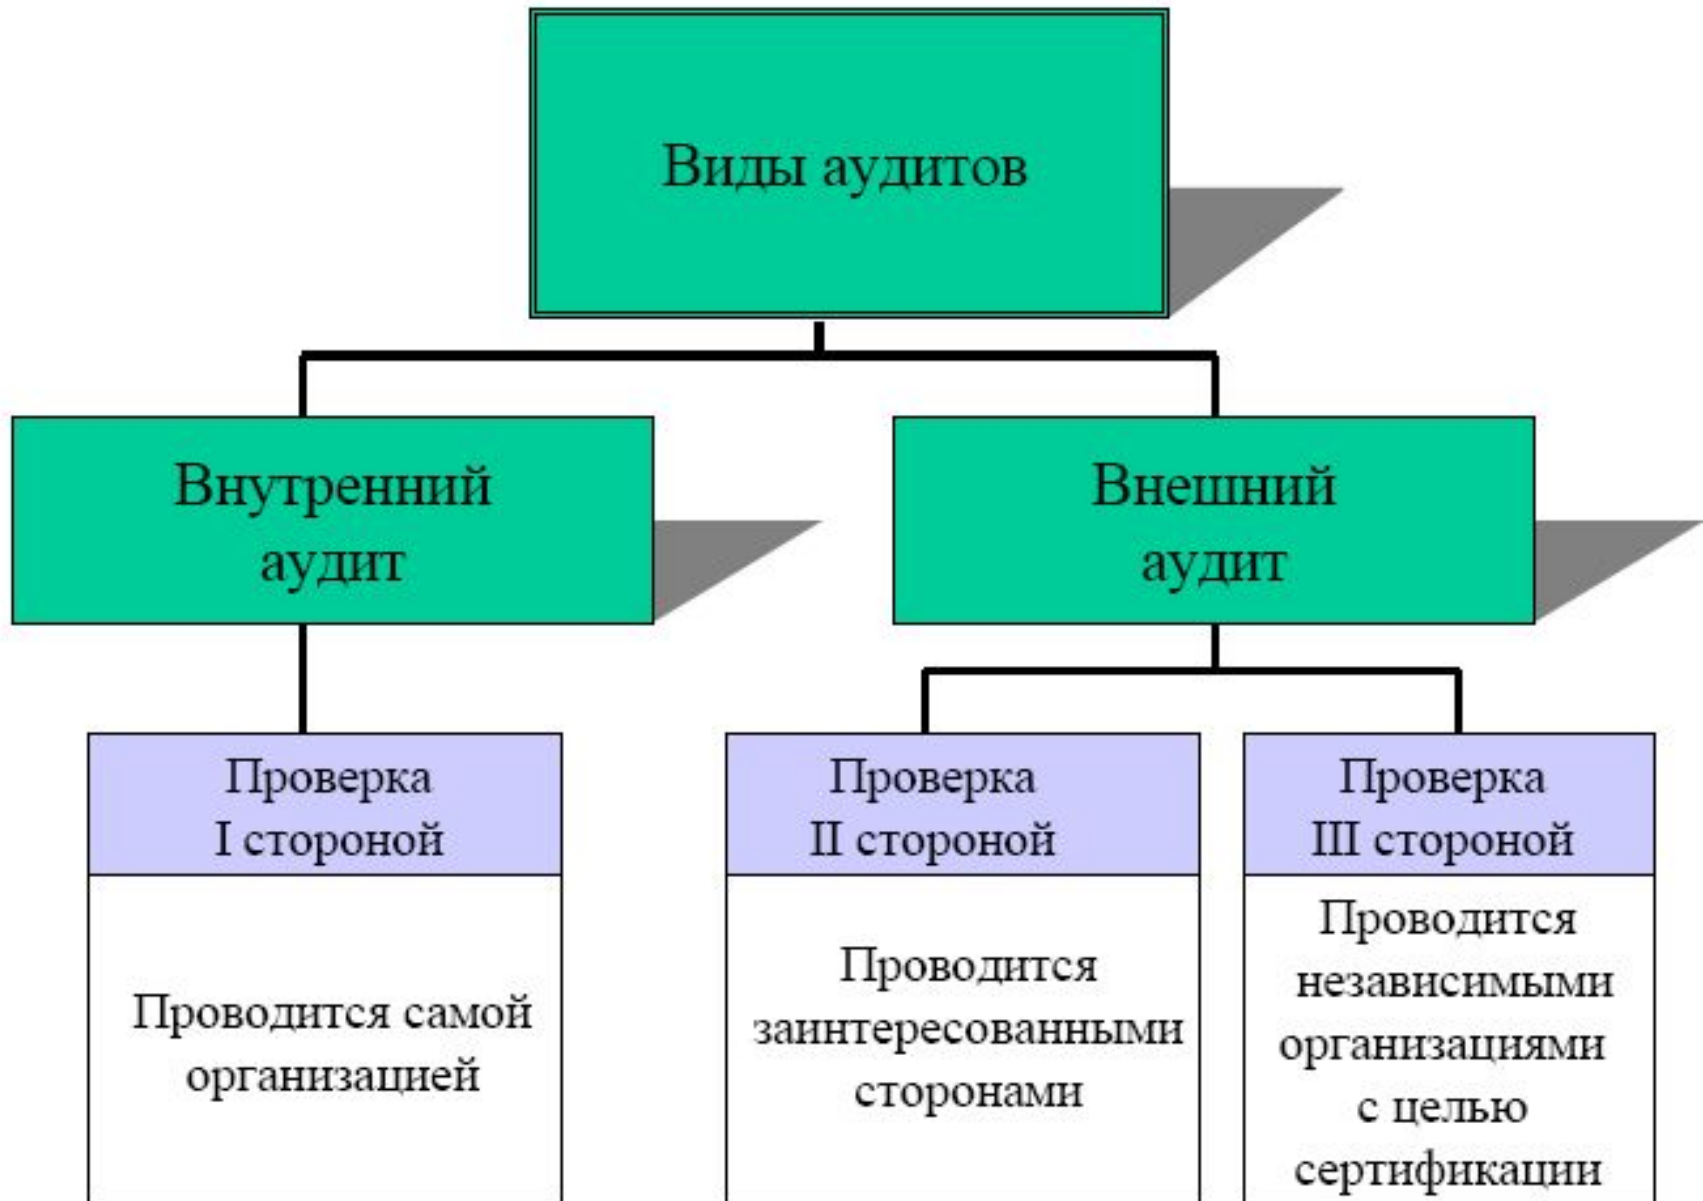 Виды аудитов
Внутренний
аудит
Внешний
аудит
Проверка
I стороной
Проводится самой
организацией
Проверка
II стороной
Проводится
заинтересованными
сторонами
Проверка
III стороной
Проводится
независимыми
организациями
с целью
сертификации